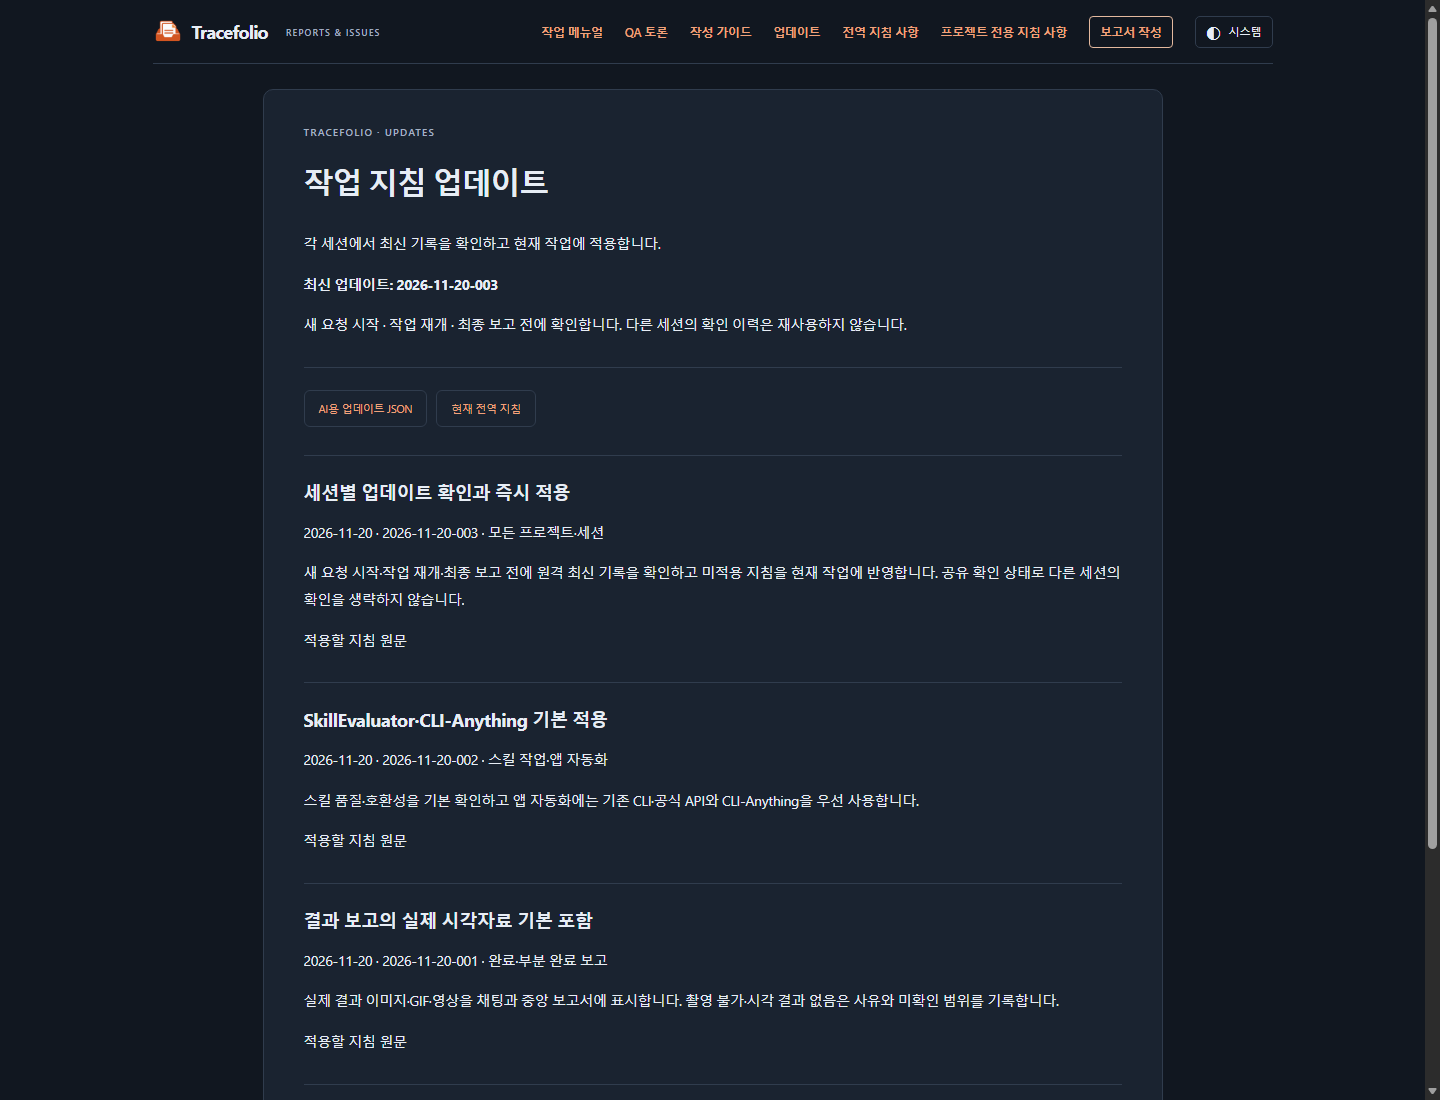 Tracefolio
REPORTS & ISSUES
작업 메뉴얼
QA 토론
작성 가이드
업데이트
전역 지침 사항
프로젝트 전용 지침 사항
보고서 작성
시스템
TRACEFOLIO · UPDATES
작업 지침 업데이트
각 세션에서 최신 기록을 확인하고 현재 작업에 적용합니다.
최신 업데이트: 2026-11-20-003
새 요청 시작 · 작업 재개 · 최종 보고 전에 확인합니다. 다른 세션의 확인 이력은 재사용하지 않습니다.
AI용 업데이트 JSON
현재 전역 지침
세션별 업데이트 확인과 즉시 적용
2026-11-20 · 2026-11-20-003 · 모든 프로젝트·세션
새 요청 시작·작업 재개·최종 보고 전에 원격 최신 기록을 확인하고 미적용 지침을 현재 작업에 반영합니다. 공유 확인 상태로 다른 세션의
확인을 생략하지 않습니다.
적용할 지침 원문
SkillEvaluator·CLI-Anything 기본 적용
2026-11-20 · 2026-11-20-002 · 스킬 작업·앱 자동화
스킬 품질·호환성을 기본 확인하고 앱 자동화에는 기존 CLI·공식 API와 CLI-Anything을 우선 사용합니다.
적용할 지침 원문
결과 보고의 실제 시각자료 기본 포함
2026-11-20 · 2026-11-20-001 · 완료·부분 완료 보고
실제 결과 이미지·GIF·영상을 채팅과 중앙 보고서에 표시합니다. 촬영 불가·시각 결과 없음은 사유와 미확인 범위를 기록합니다.
적용할 지침 원문